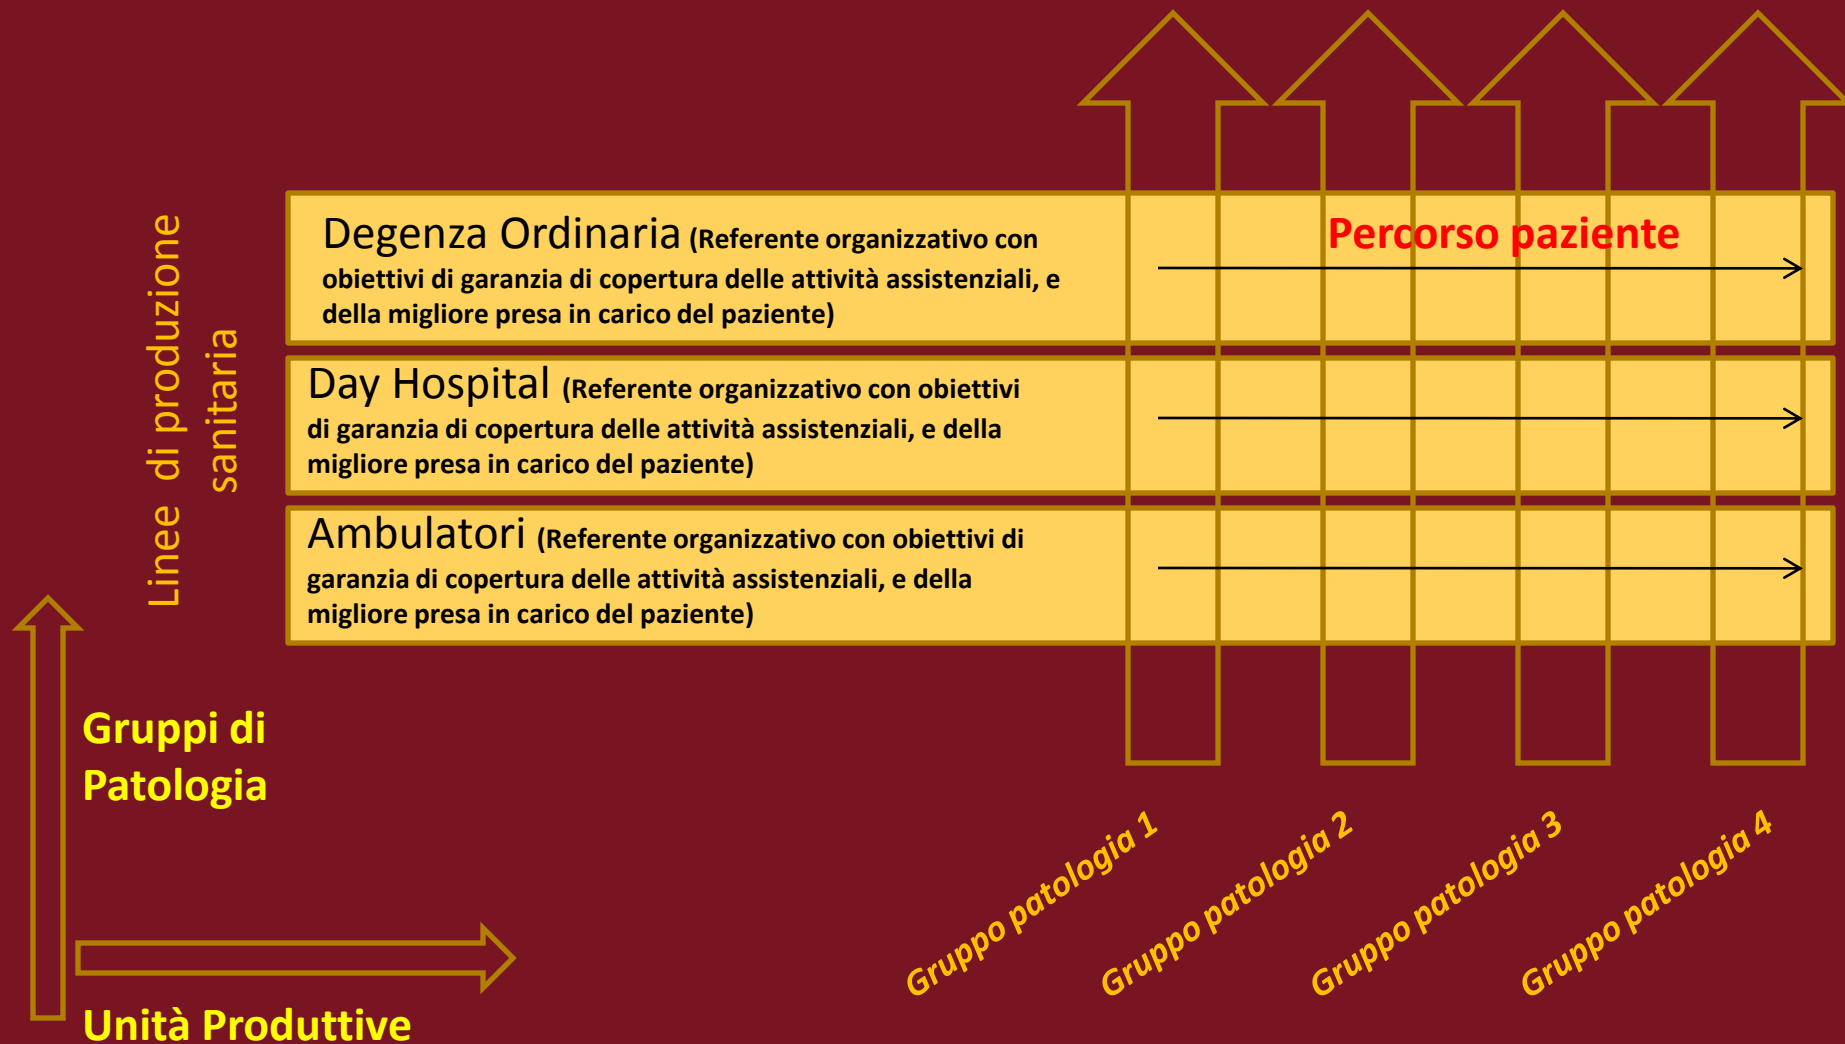 Linee di produzione
sanitaria
Degenza Ordinaria (Referente organizzativo con
obiettivi di garanzia di copertura delle attività assistenziali, e
della migliore presa in carico del paziente)
Percorso paziente
Day Hospital (Referente organizzativo con obiettivi
di garanzia di copertura delle attività assistenziali, e della
migliore presa in carico del paziente)
Ambulatori (Referente organizzativo con obiettivi di
garanzia di copertura delle attività assistenziali, e della
migliore presa in carico del paziente)
Gruppi di
Patologia
Gruppo patologia 1
Gruppo patologia 2
Gruppo patologia 3
Gruppo patologia 4
Unità Produttive